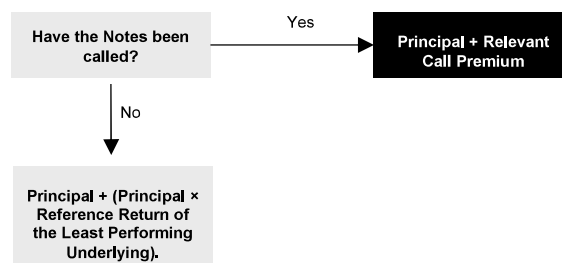 Have the Notes been
called?
Yes
Principal + Relevant
Call Premium
No
Principal + (Principal ×
Reference Return of
the Least Performing
Underlying).